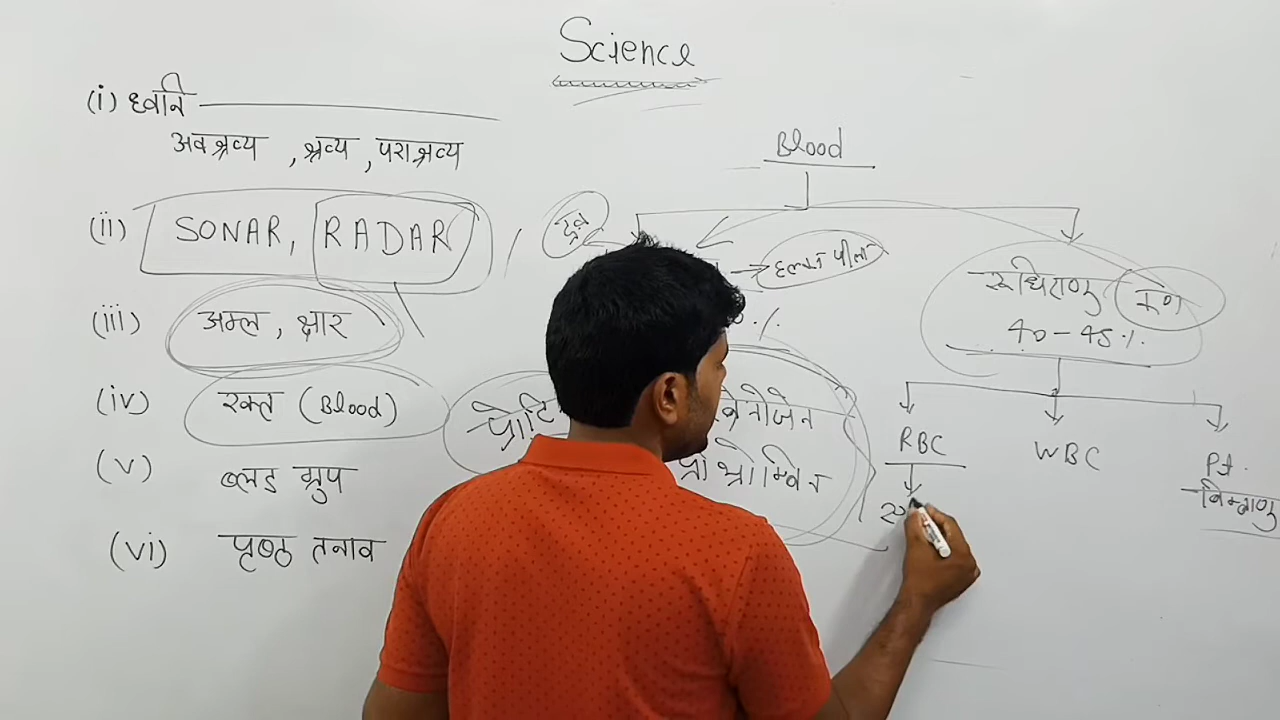 Science
(i) ध्वनि
अवश्रव्य , श्रव्य , पराश्रव्य
(ii) SONAR, RADAR
(iii) अम्ल , क्षार
(iv) रक्त (Blood)
(v) ब्लड ग्रुप
(vi) पृष्ठ तनाव
Blood
द्रव
हल्का पीला
%
प्रोटि
प्रोथ्रोम्बिन
रूधिराणु कण
40-45%
RBC
WBC
Pt.
बिम्बाणु